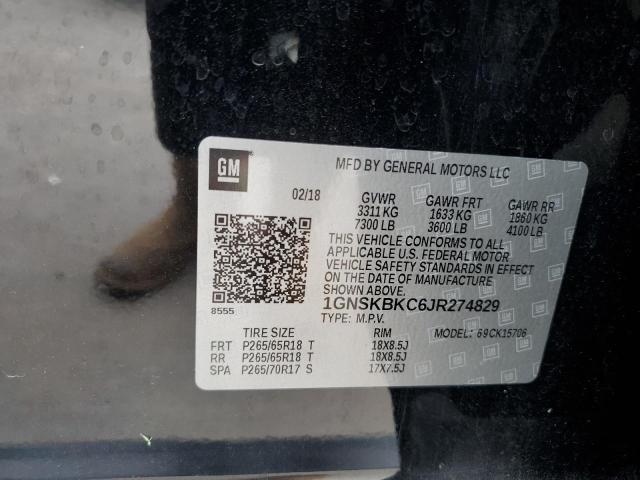 GM
MFD BY GENERAL MOTORS LLC
02/18 GVWR GAWR FRT GAWR RR
3311 KG 1633 KG 1860 KG
7300 LB 3600 LB 4100 LB
THIS VEHICLE CONFORMS TO ALL
APPLICABLE U.S. FEDERAL MOTOR
VEHICLE SAFETY STANDARDS IN EFFECT
ON THE DATE OF MANUFACTURE
SHOWN ABOVE.
8555 1GNSKBKC6JR274829
TYPE: M.P.V.
TIRE SIZE RIM MODEL: 69CK15706
FRT P265/65R18 T 18X8.5J
RR P265/65R18 T 18X8.5J
SPA P265/70R17 S 17X7.5J